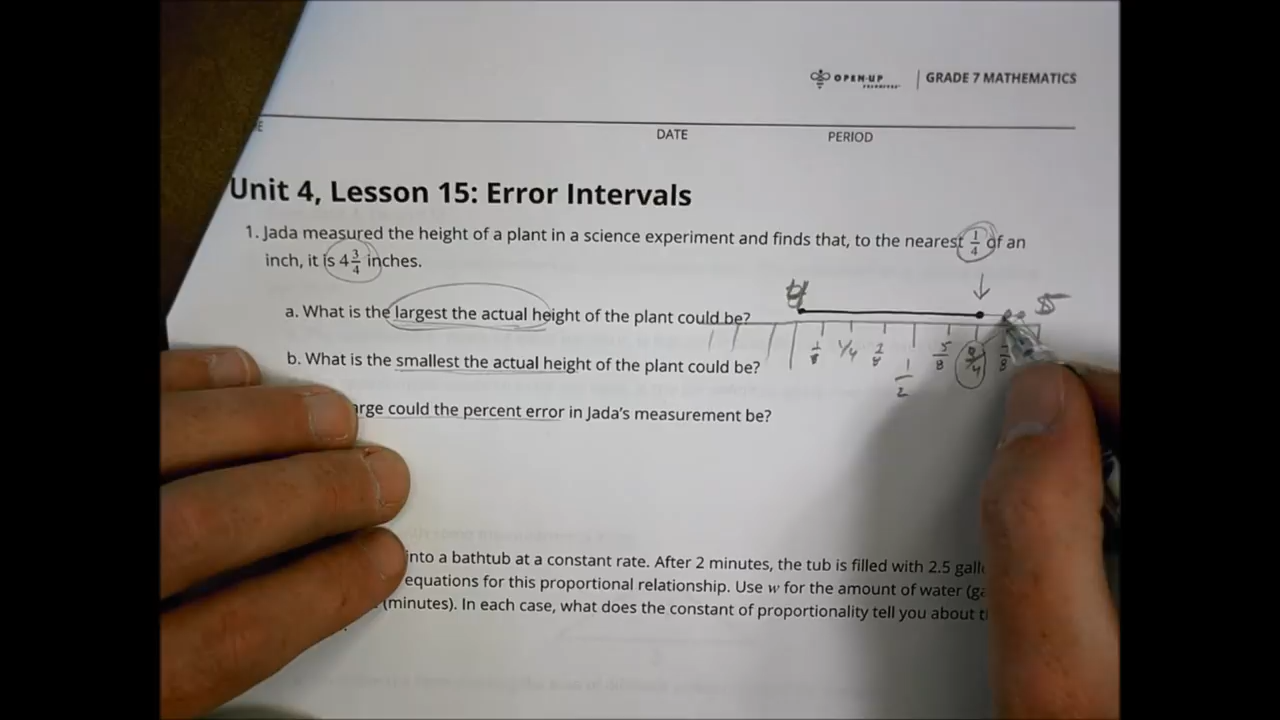 OPEN-UP
GRADE 7 MATHEMATICS
DATE
PERIOD
Unit 4, Lesson 15: Error Intervals
1. Jada measured the height of a plant in a science experiment and finds that, to the nearest 1/4 of an
inch, it is 4 3/4 inches.
a. What is the largest the actual height of the plant could be?
b. What is the smallest the actual height of the plant could be?
arge could the percent error in Jada's measurement be?
4
5
1/8 1/4 1/2 5/8 3/4 7/8
into a bathtub at a constant rate. After 2 minutes, the tub is filled with 2.5 gall
equations for this proportional relationship. Use w for the amount of water (ga
(minutes). In each case, what does the constant of proportionality tell you about t